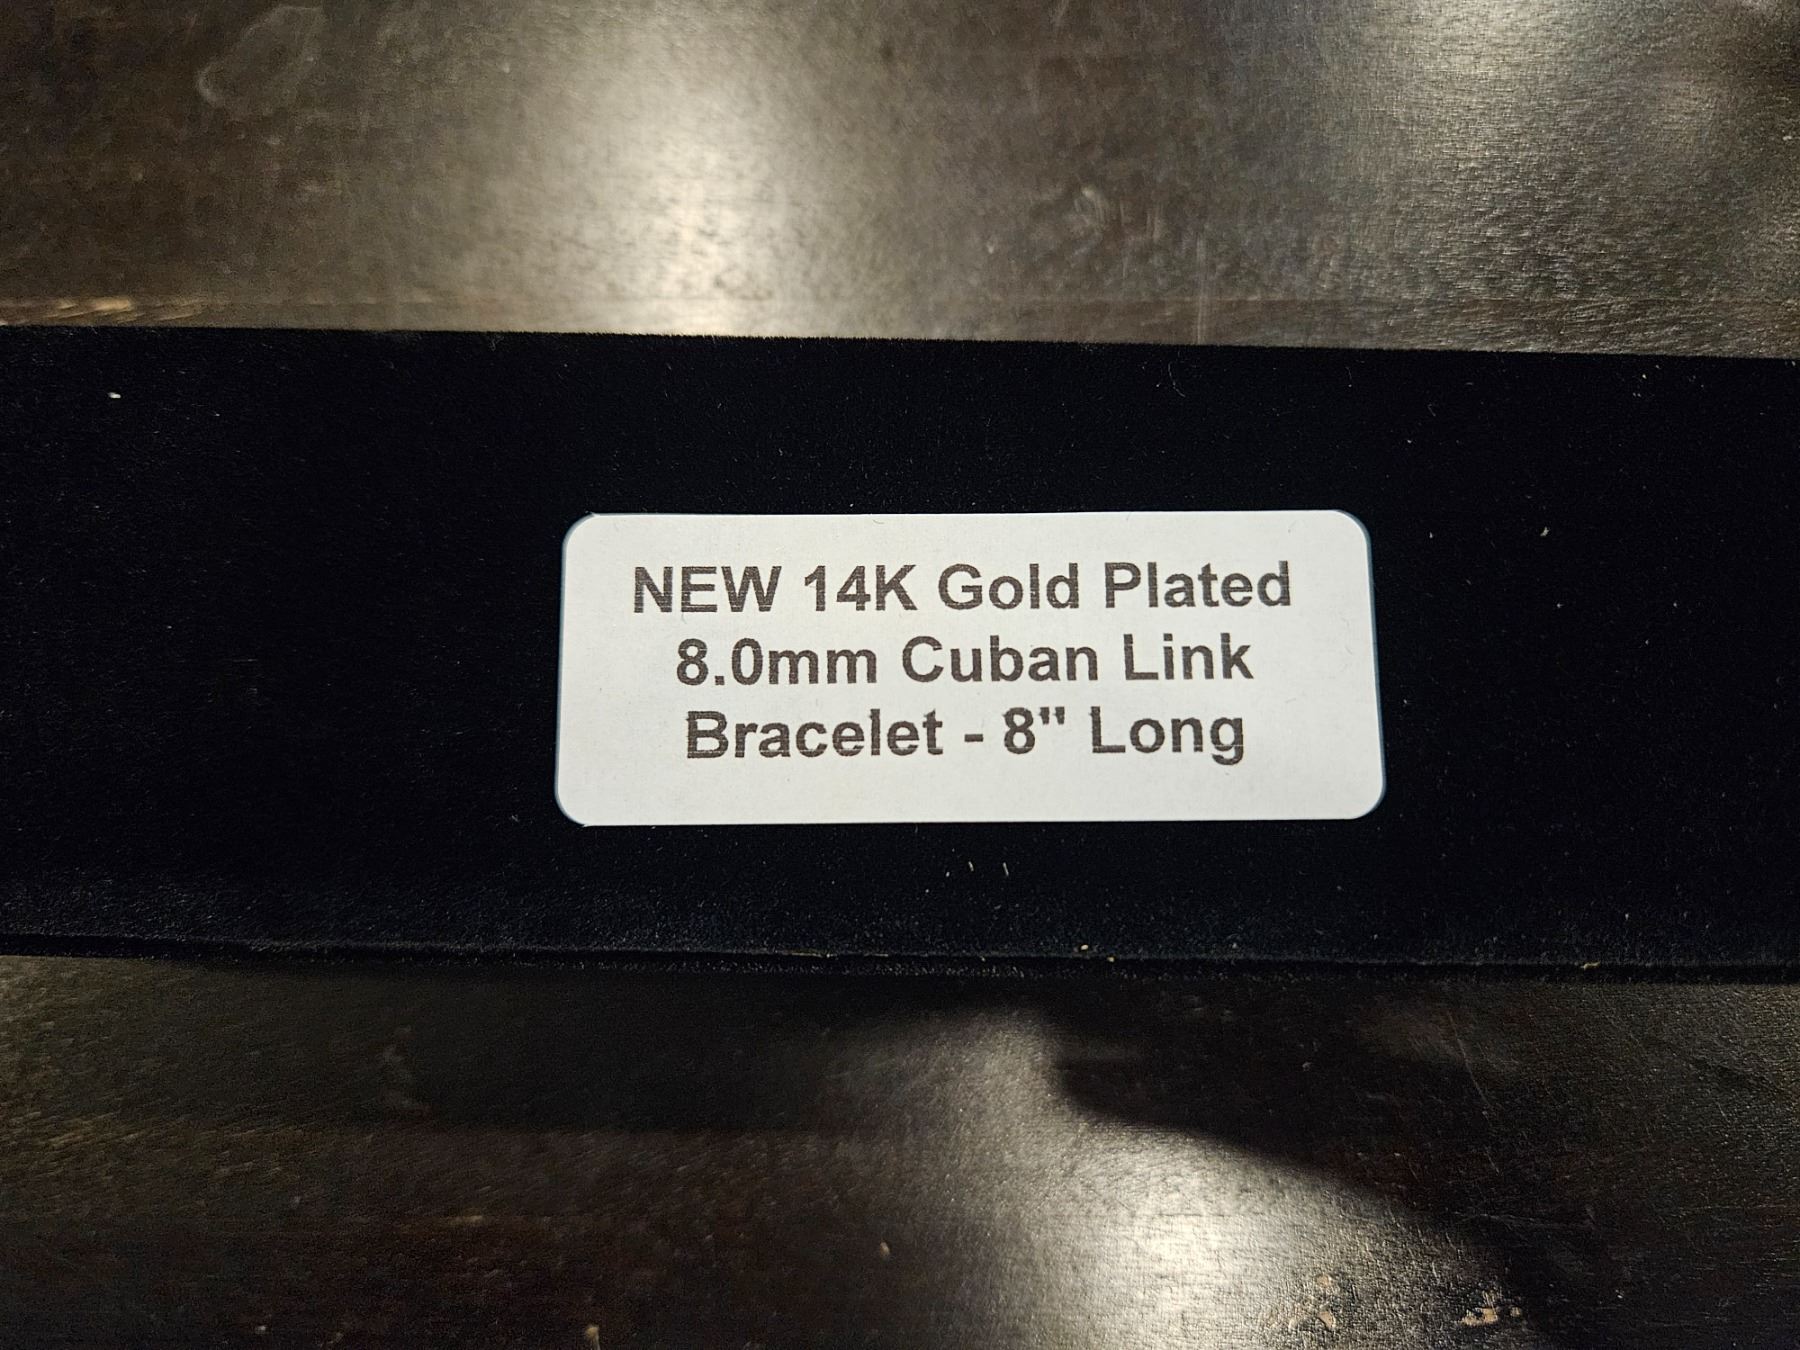 NEW 14K Gold Plated
8.0mm Cuban Link
Bracelet - 8" Long